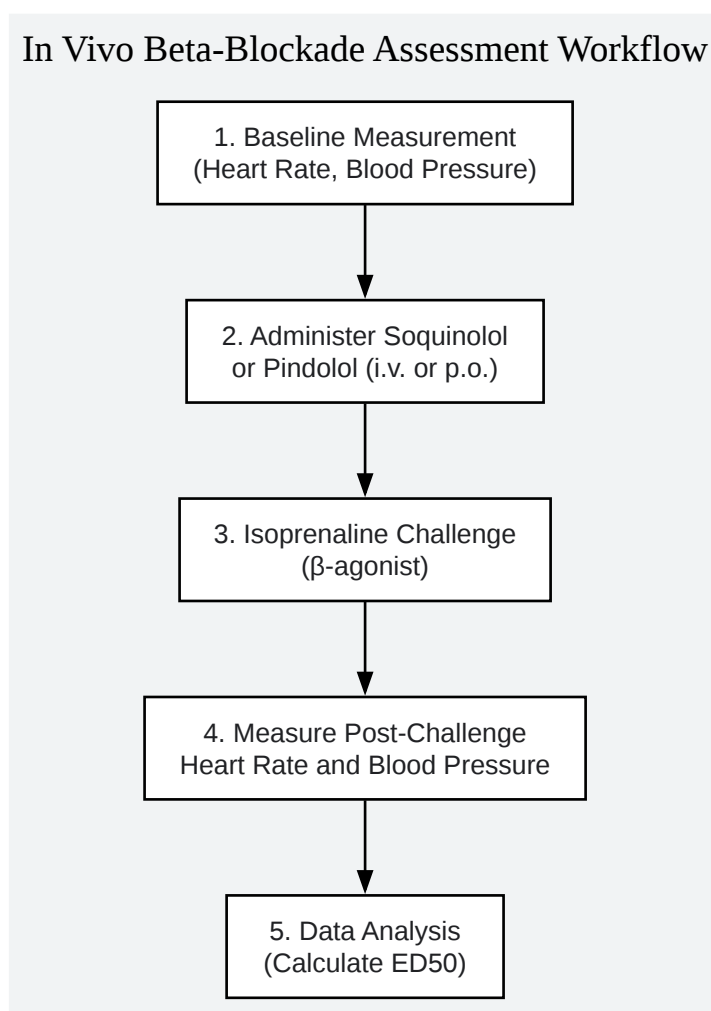 In Vivo Beta-Blockade Assessment Workflow
1. Baseline Measurement
(Heart Rate, Blood Pressure)
2. Administer Soquinolol
or Pindolol (i.v. or p.o.)
3. Isoprenaline Challenge
(β-agonist)
4. Measure Post-Challenge
Heart Rate and Blood Pressure
5. Data Analysis
(Calculate ED50)